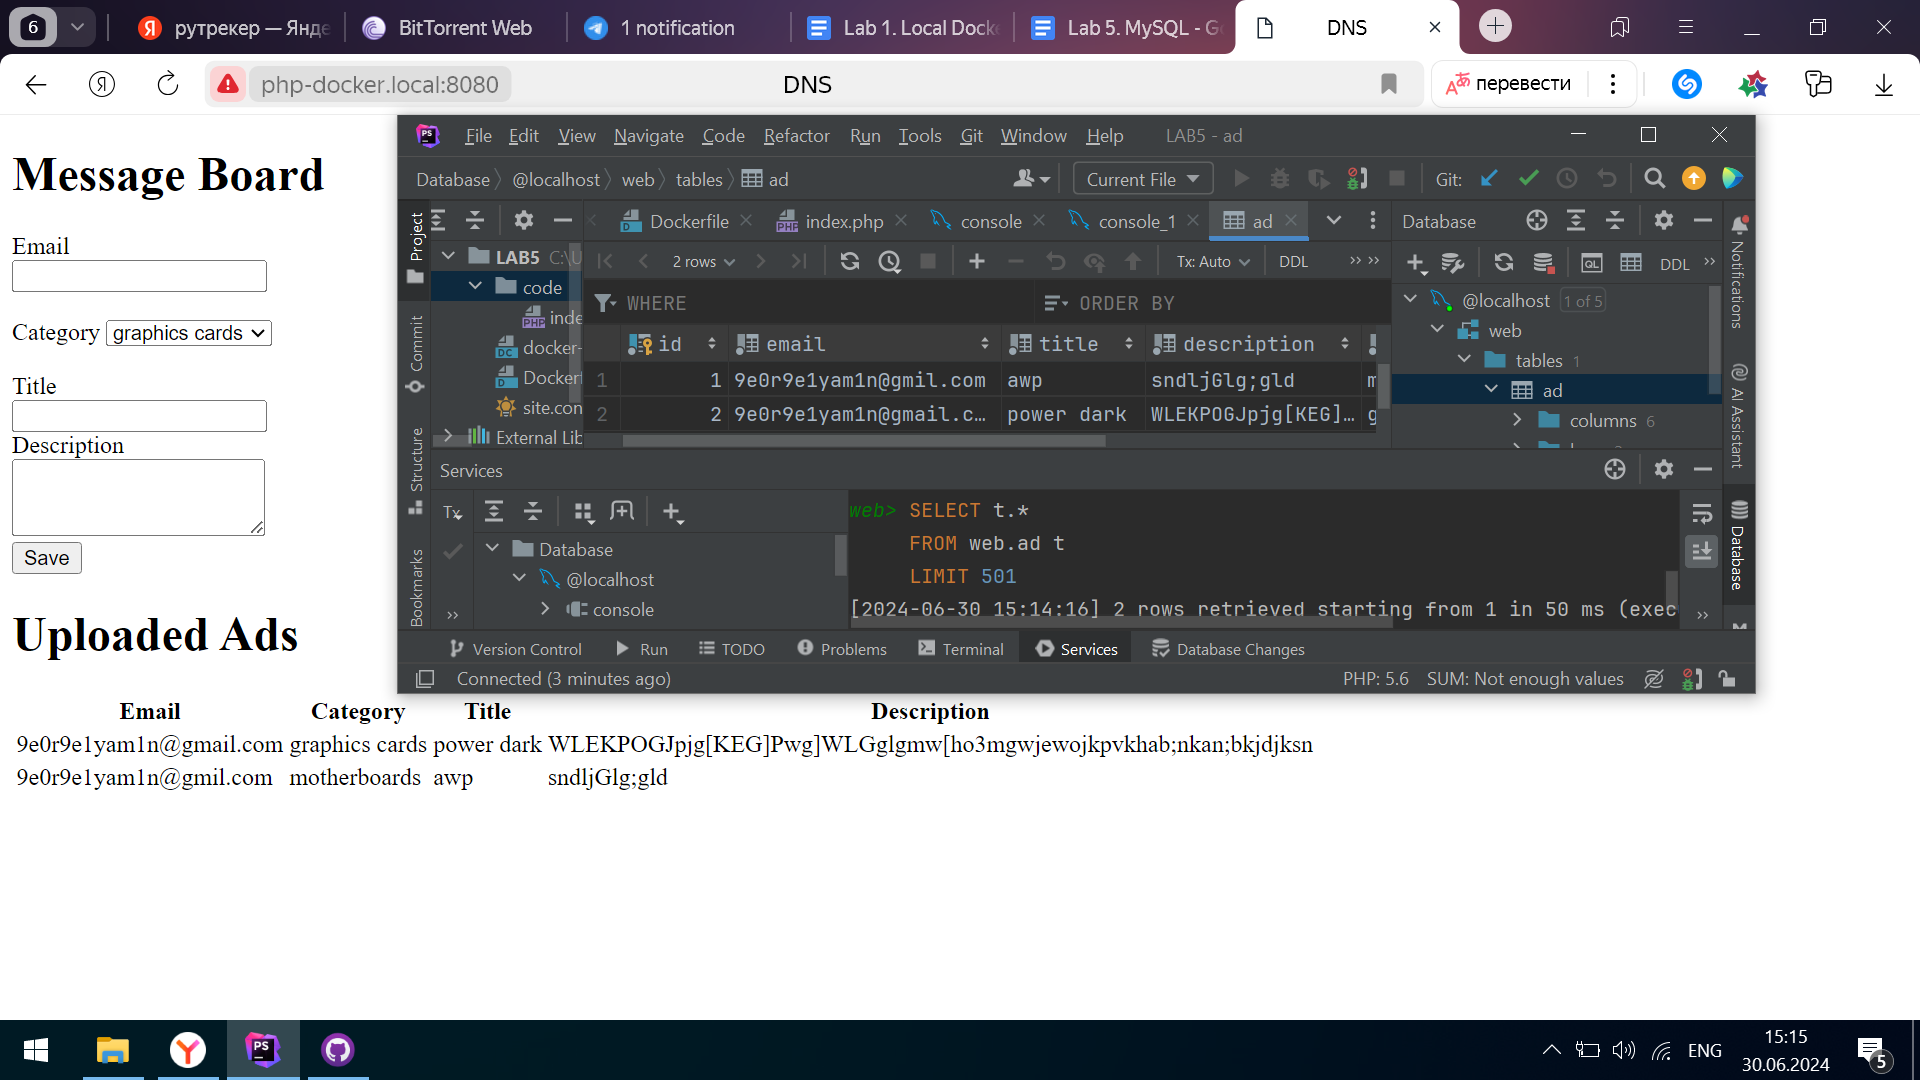 6
рутрекер — Янде
BitTorrent Web
1 notification
Lab 1. Local Docke
Lab 5. MySQL - Go
DNS
php-docker.local:8080
DNS
перевести
Message Board
Email
Category graphics cards
Title
Description
Save
Uploaded Ads
Email Category Title Description
9e0r9e1yam1n@gmail.com graphics cards power dark WLEKPOGJpjg[KEG]Pwg]WLGglgmw[ho3mgwjewojkpvkhab;nkan;bkjdjksn
9e0r9e1yam1n@gmil.com motherboards awp sndljGlg;gld
File Edit View Navigate Code Refactor Run Tools Git Window Help LAB5 - ad
Database @localhost web tables ad
Current File
Git:
Project
Commit
Structure
Bookmarks
LAB5 C:\U
code
inde
docker-
Dockerf
site.con
External Lib
Dockerfile
index.php
console
console_1
ad
2 rows
Tx: Auto
DDL
WHERE
ORDER BY
id email title description
1 1 9e0r9e1yam1n@gmil.com awp sndljGlg;gld m
2 2 9e0r9e1yam1n@gmail.c… power dark WLEKPOGJpjg[KEG]… g
Database
QL
DDL
@localhost 1 of 5
web
tables 1
ad
columns 6
Notifications
AI Assistant
Database
Services
Tx
Database
@localhost
console
web> SELECT t.*
FROM web.ad t
LIMIT 501
[2024-06-30 15:14:16] 2 rows retrieved starting from 1 in 50 ms (exec
Version Control
Run
TODO
Problems
Terminal
Services
Database Changes
Connected (3 minutes ago)
PHP: 5.6
SUM: Not enough values
ENG
15:15
30.06.2024
5